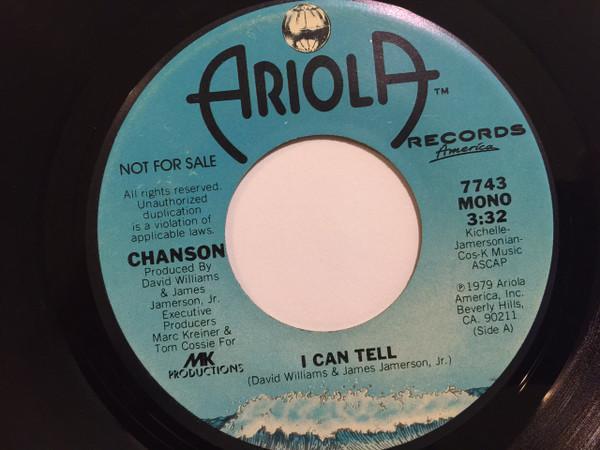 ARIOLA™
RECORDS
America
NOT FOR SALE
All rights reserved.
Unauthorized
duplication
is a violation of
applicable laws.
CHANSON
Produced By
David Williams
& James
Jamerson, Jr.
Executive
Producers
Marc Kreiner &
Tom Cossie For
MK
PRODUCTIONS
7743
MONO
3:32
Kichelle-
Jamersonian-
Cos-K Music
ASCAP
℗1979 Ariola
America, Inc.
Beverly Hills,
CA. 90211
(Side A)
I CAN TELL
(David Williams & James Jamerson, Jr.)